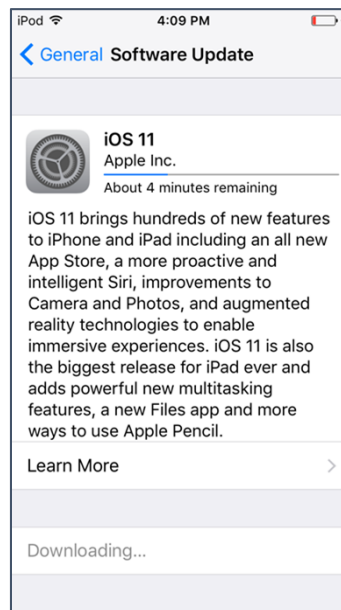 iPod 4:09 PM
General Software Update
iOS 11
Apple Inc.
About 4 minutes remaining
iOS 11 brings hundreds of new features
to iPhone and iPad including an all new
App Store, a more proactive and
intelligent Siri, improvements to
Camera and Photos, and augmented
reality technologies to enable
immersive experiences. iOS 11 is also
the biggest release for iPad ever and
adds powerful new multitasking
features, a new Files app and more
ways to use Apple Pencil.
Learn More
Downloading...